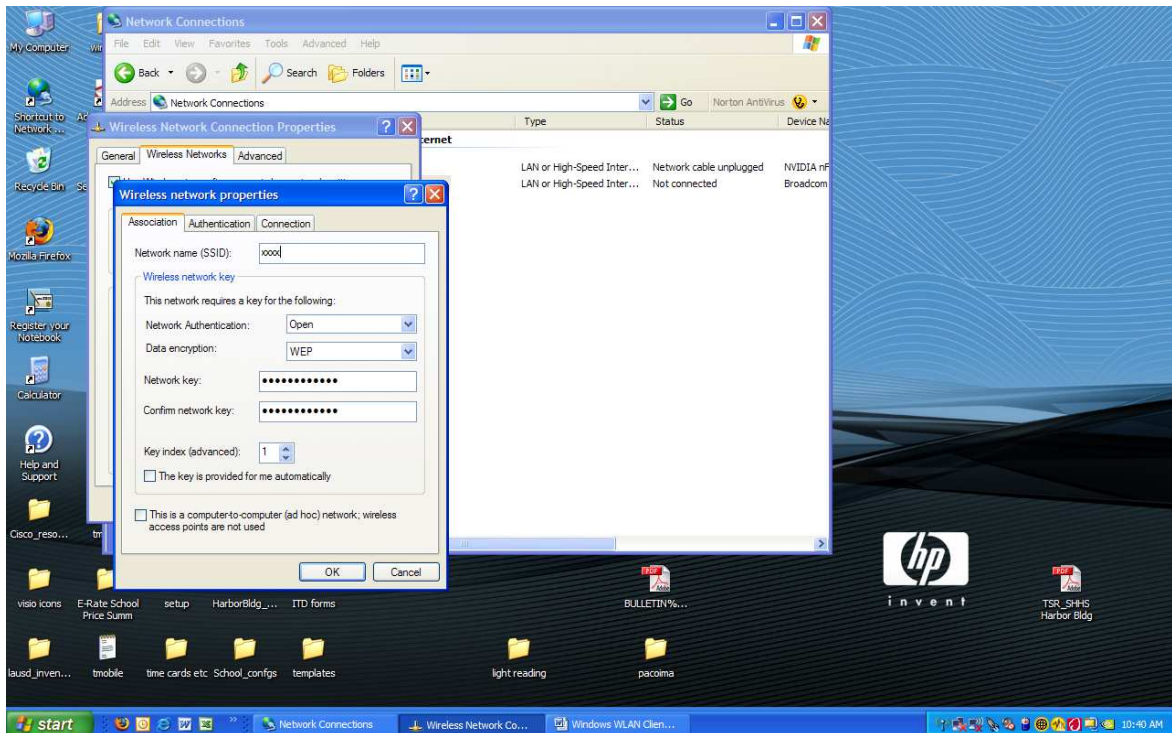 My Computer
Shortcut to
Network ...
Recycle Bin
Mozilla Firefox
Register your
Notebook
Calculator
Help and
Support
Cisco_reso...
visio icons
E-Rate School
Price Summ
setup
HarborBldg_...
ITD forms
lausd_inven...
tmobile
time cards etc
School_confgs
templates
light reading
pacoima
BULLETIN%...
TSR_SHHS
Harbor Bldg
hp
invent
Network Connections
File Edit View Favorites Tools Advanced Help
Back Search Folders
Address Network Connections Go Norton AntiVirus
Type Status Device Na
LAN or High-Speed Inter... Network cable unplugged NVIDIA nF
LAN or High-Speed Inter... Not connected Broadcom
Wireless Network Connection Properties
General Wireless Networks Advanced
Wireless network properties
Association Authentication Connection
Network name (SSID): xxxx
Wireless network key
This network requires a key for the following:
Network Authentication: Open
Data encryption: WEP
Network key: ••••••••••••
Confirm network key: ••••••••••••
Key index (advanced): 1
The key is provided for me automatically
This is a computer-to-computer (ad hoc) network; wireless
access points are not used
OK Cancel
start
Network Connections
Wireless Network Co...
Windows WLAN Clien...
10:40 AM